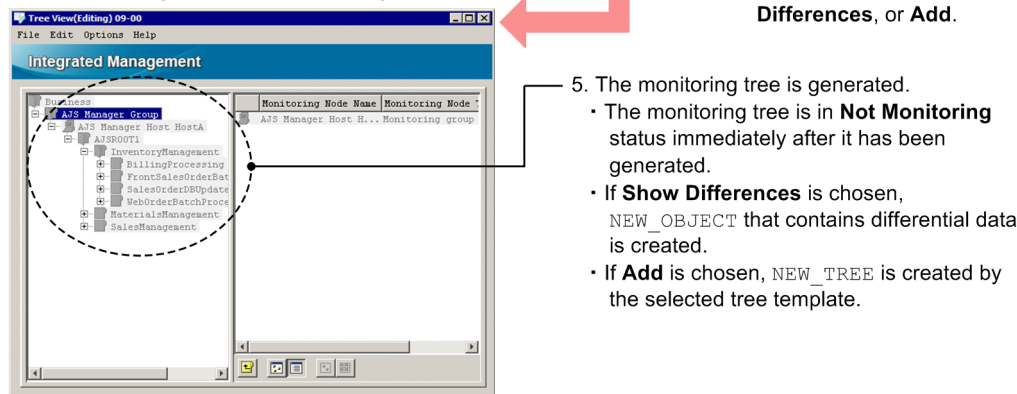 Differences, or Add.
Tree View(Editing) 09-00
File Edit Options Help
Integrated Management
Business
AJS Manager Group
AJS Manager Host HostA
AJSROOT1
InventoryManagement
BillingProcessing
FrontSalesOrderBat
SalesOrderDBUpdate
WebOrderBatchProce
MaterialsManagement
SalesManagement
Monitoring Node Name Monitoring Node
AJS Manager Host H... Monitoring group
5. The monitoring tree is generated.
· The monitoring tree is in Not Monitoring
status immediately after it has been
generated.
· If Show Differences is chosen,
NEW_OBJECT that contains differential data
is created.
· If Add is chosen, NEW_TREE is created by
the selected tree template.